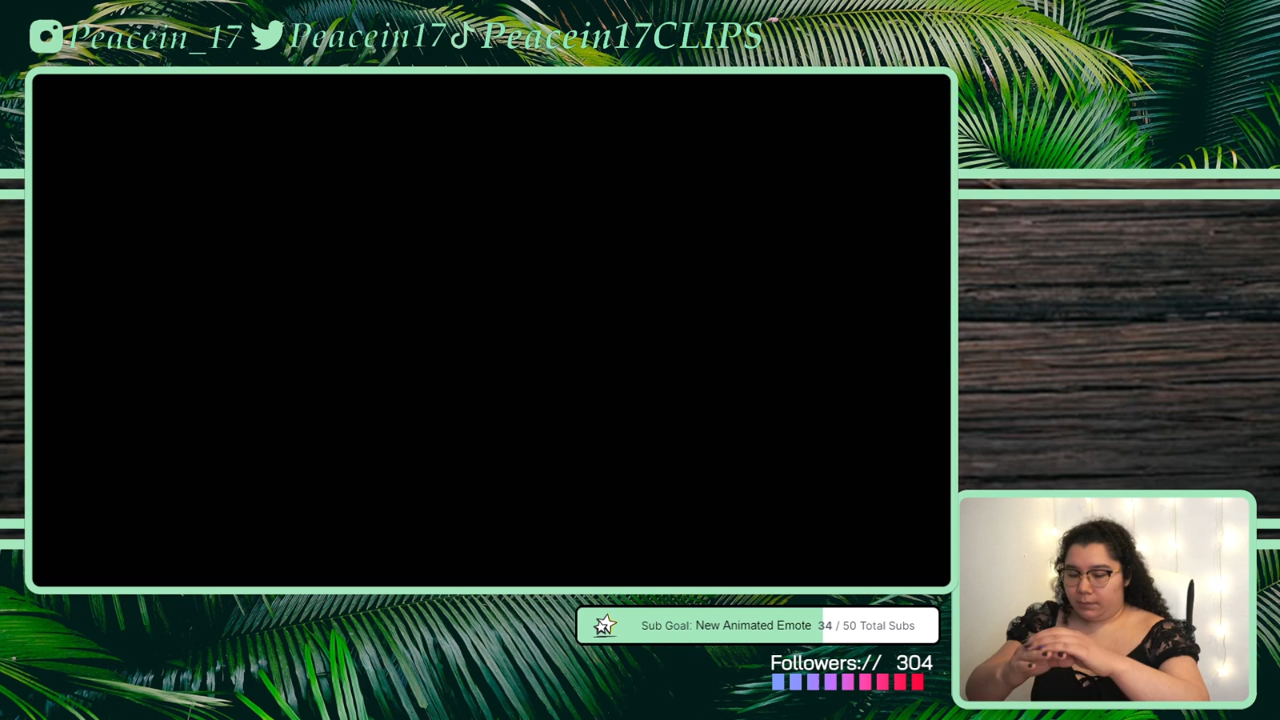 Peacein_17 Peacein17 Peacein17CLIPS
Sub Goal: New Animated Emote 34 / 50 Total Subs
Followers:// 304